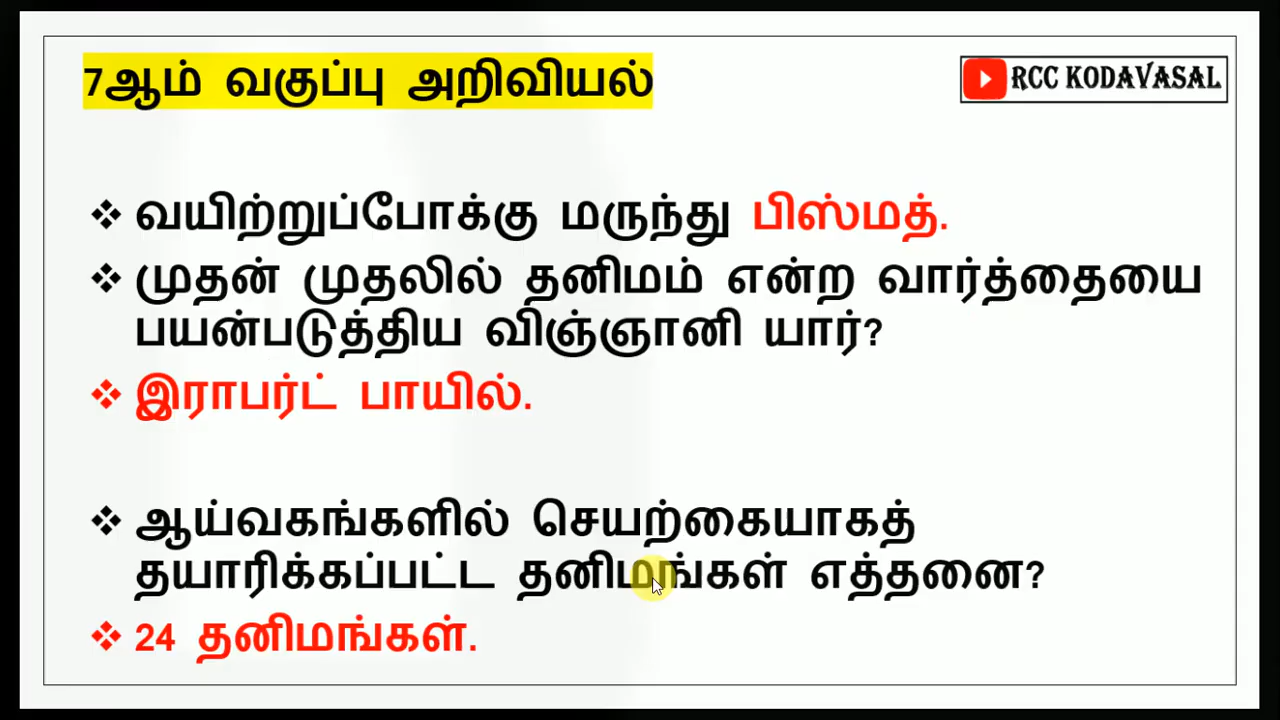 7ஆம் வகுப்பு அறிவியல்
RCC KODAVASAL
❖ வயிற்றுப்போக்கு மருந்து பிஸ்மத்.
❖ முதன் முதலில் தனிமம் என்ற வார்த்தையை
பயன்படுத்திய விஞ்ஞானி யார்?
❖ இராபர்ட் பாயில்.
❖ ஆய்வகங்களில் செயற்கையாகத்
தயாரிக்கப்பட்ட தனிமங்கள் எத்தனை?
❖ 24 தனிமங்கள்.